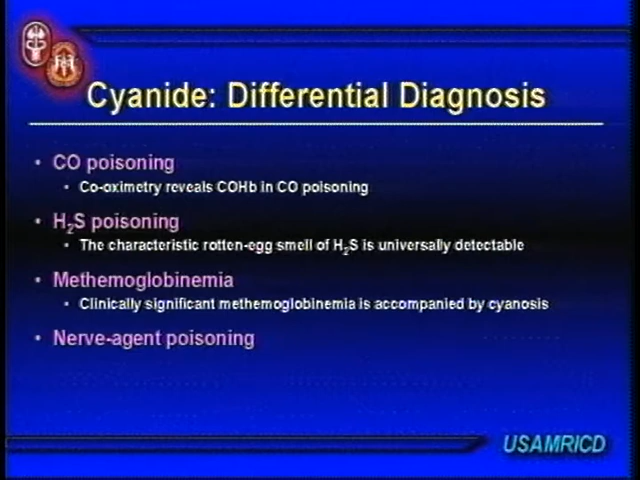 Cyanide: Differential Diagnosis
• CO poisoning
• Co-oximetry reveals COHb in CO poisoning
• H₂S poisoning
• The characteristic rotten-egg smell of H₂S is universally detectable
• Methemoglobinemia
• Clinically significant methemoglobinemia is accompanied by cyanosis
• Nerve-agent poisoning
USAMRICD